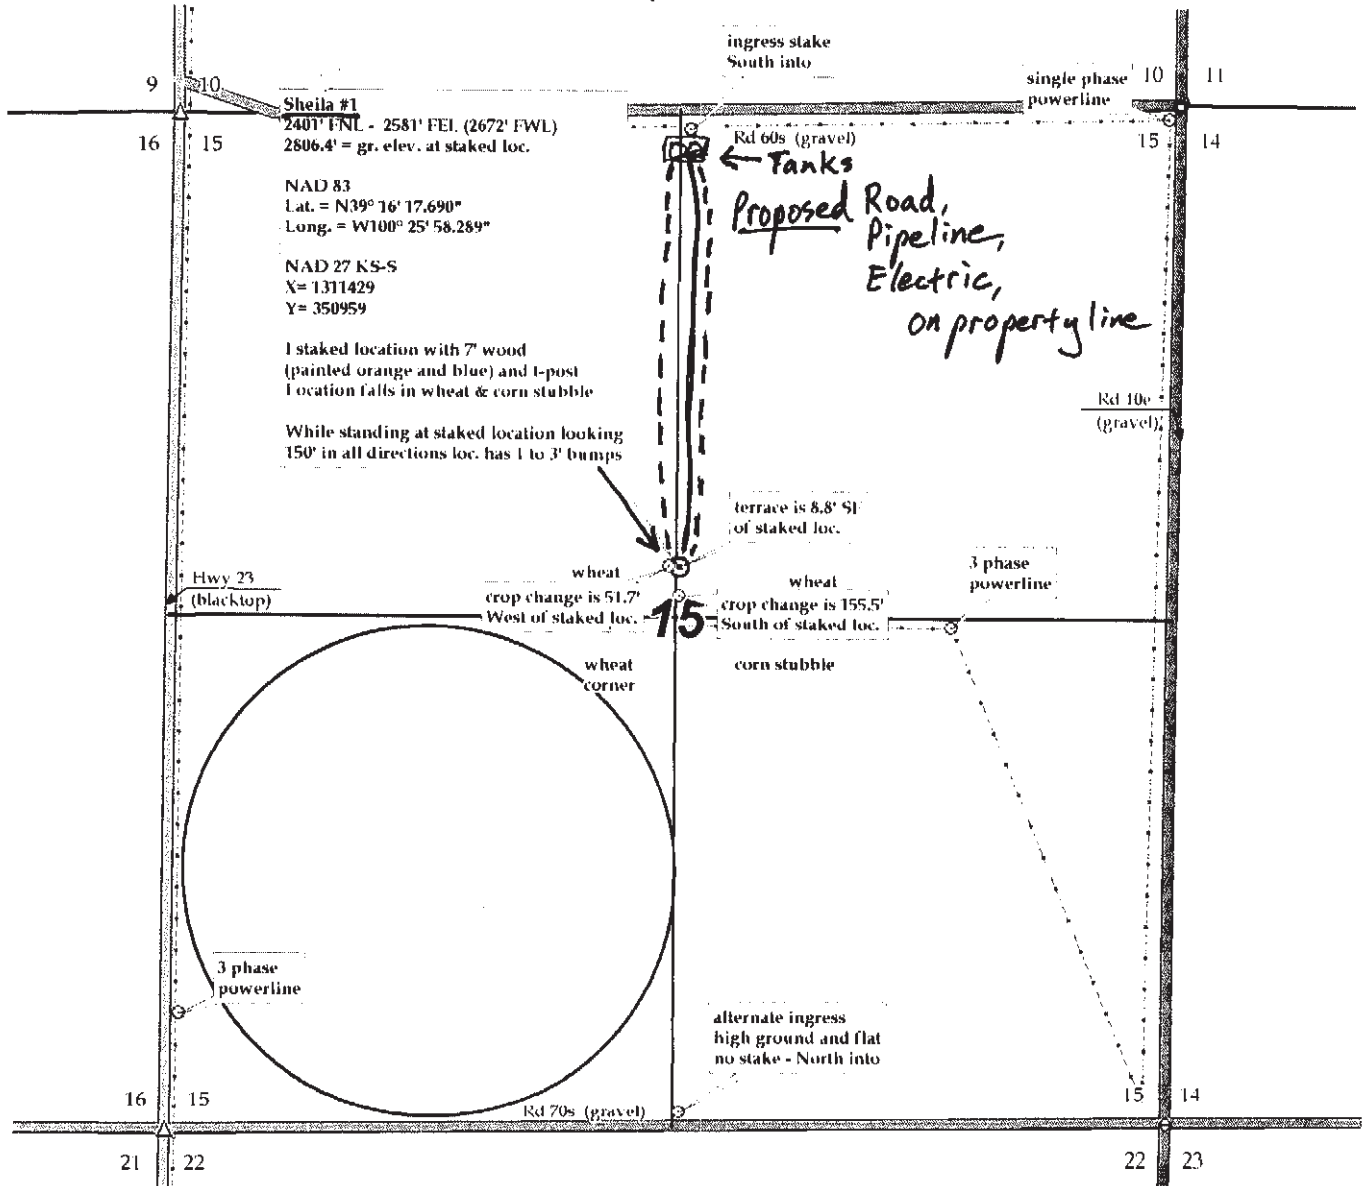 ingress stake
South into
single phase
powerline
9 10
10 11
16 15
15 14
Sheila #1
2401' FNL - 2581' FEL (2672' FWL)
2806.4' = gr. elev. at staked loc.
Rd 60s (gravel)
Tanks
Proposed Road,
Pipeline,
Electric,
on property line
NAD 83
Lat. = N39° 16' 17.690"
Long. = W100° 25' 58.289"
NAD 27 KS-S
X= 1311429
Y= 350959
I staked location with 7' wood
(painted orange and blue) and t-post
Location falls in wheat & corn stubble
While standing at staked location looking
150' in all directions loc. has 1 to 3' bumps
Rd 10e
(gravel)
terrace is 8.8' SE
of staked loc.
3 phase
powerline
Hwy 23
(blacktop)
wheat
crop change is 51.7'
West of staked loc.
15
wheat
crop change is 155.5'
South of staked loc.
wheat
corner
corn stubble
3 phase
powerline
alternate ingress
high ground and flat
no stake - North into
Rd 70s (gravel)
16 15
15 14
21 22
22 23